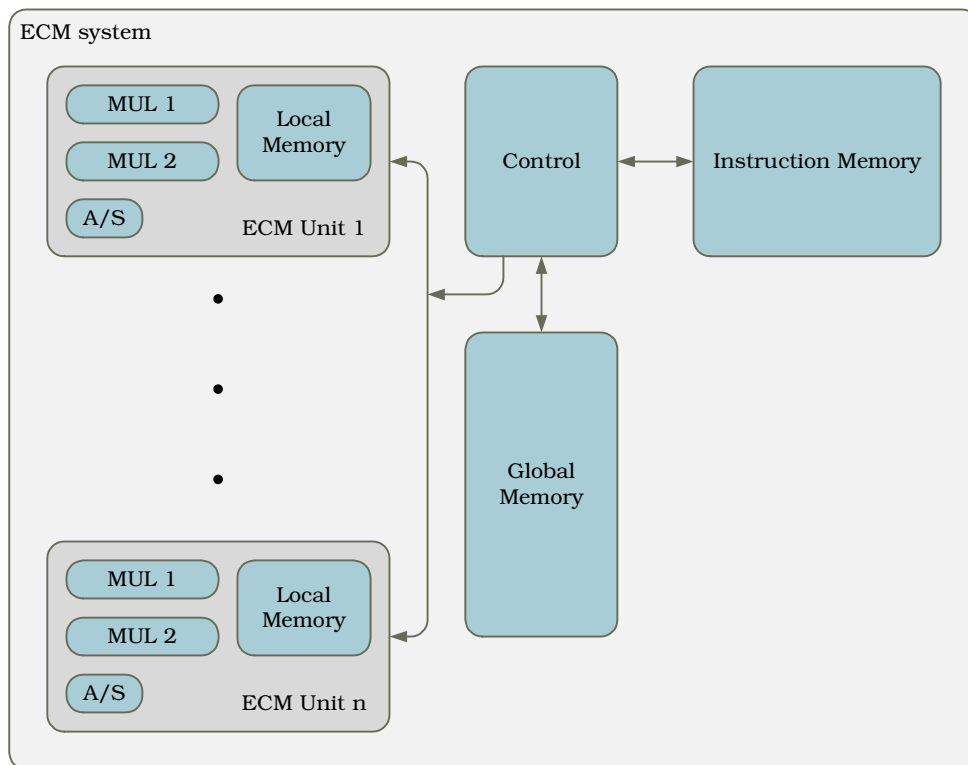 ECM system
MUL 1
MUL 2
A/S
Local
Memory
ECM Unit 1
Control
Instruction Memory
Global
Memory
MUL 1
MUL 2
A/S
Local
Memory
ECM Unit n